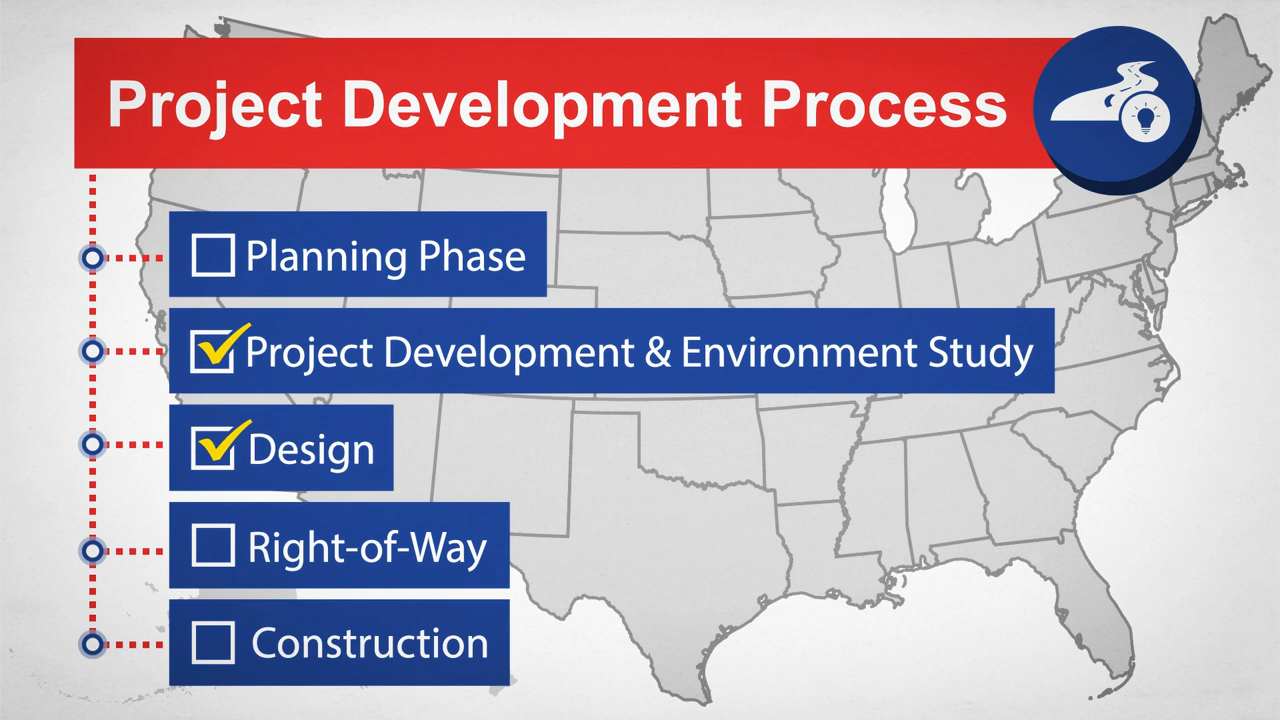 Project Development Process
Planning Phase
Project Development & Environment Study
Design
Right-of-Way
Construction